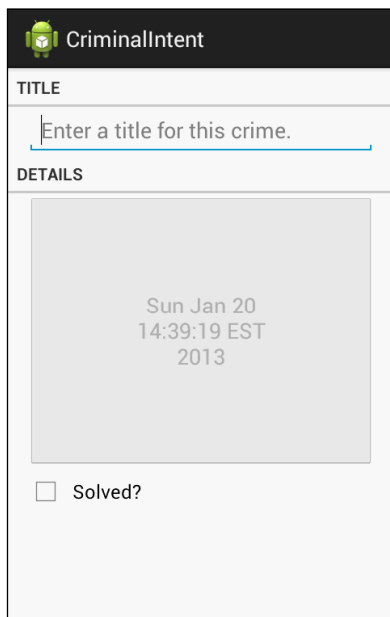 CriminalIntent
TITLE
Enter a title for this crime.
DETAILS
Sun Jan 20
14:39:19 EST
2013
Solved?